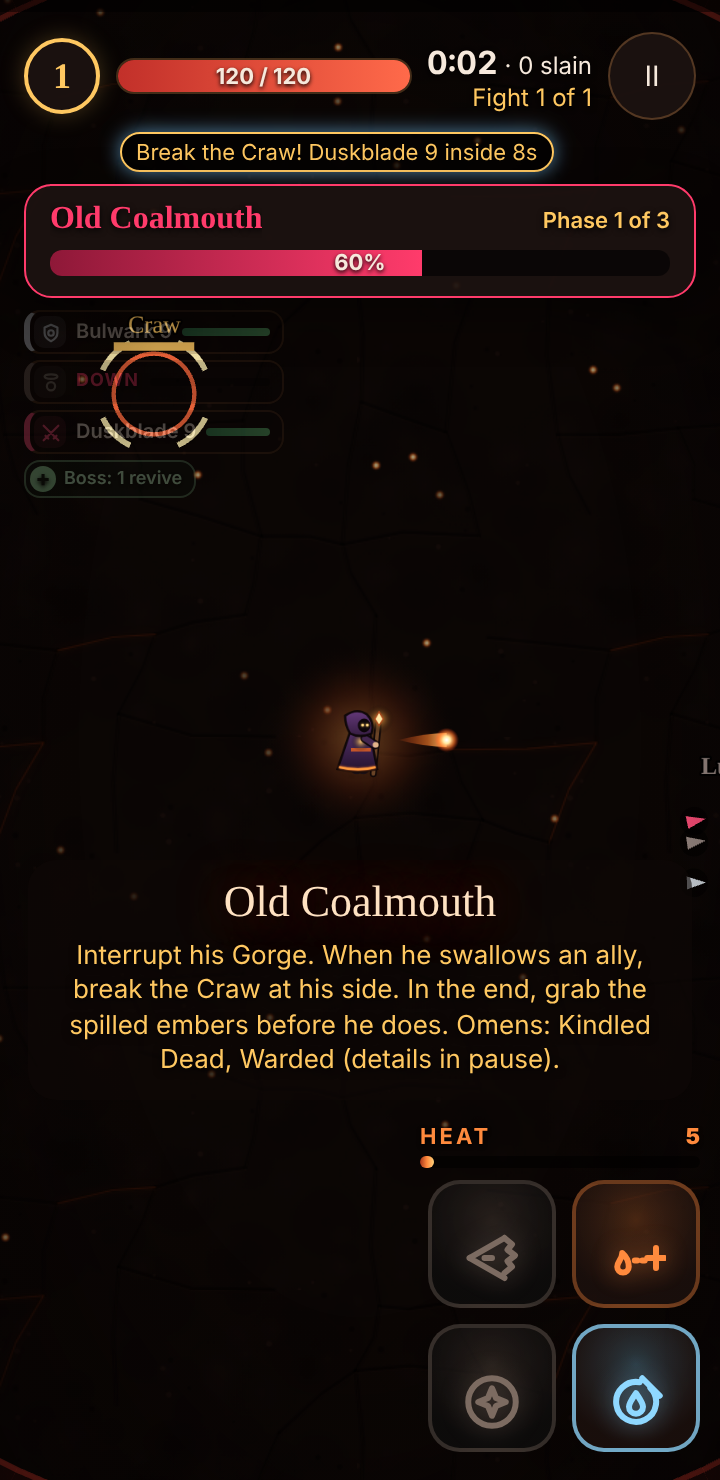 1
120 / 120
0:02 · 0 slain
Fight 1 of 1
Break the Craw! Duskblade 9 inside 8s
Old Coalmouth
Phase 1 of 3
60%
Craw
DOWN
Duskblade 9
Boss: 1 revive
Old Coalmouth
Interrupt his Gorge. When he swallows an ally,
break the Craw at his side. In the end, grab the
spilled embers before he does. Omens: Kindled
Dead, Warded (details in pause).
HEAT
5